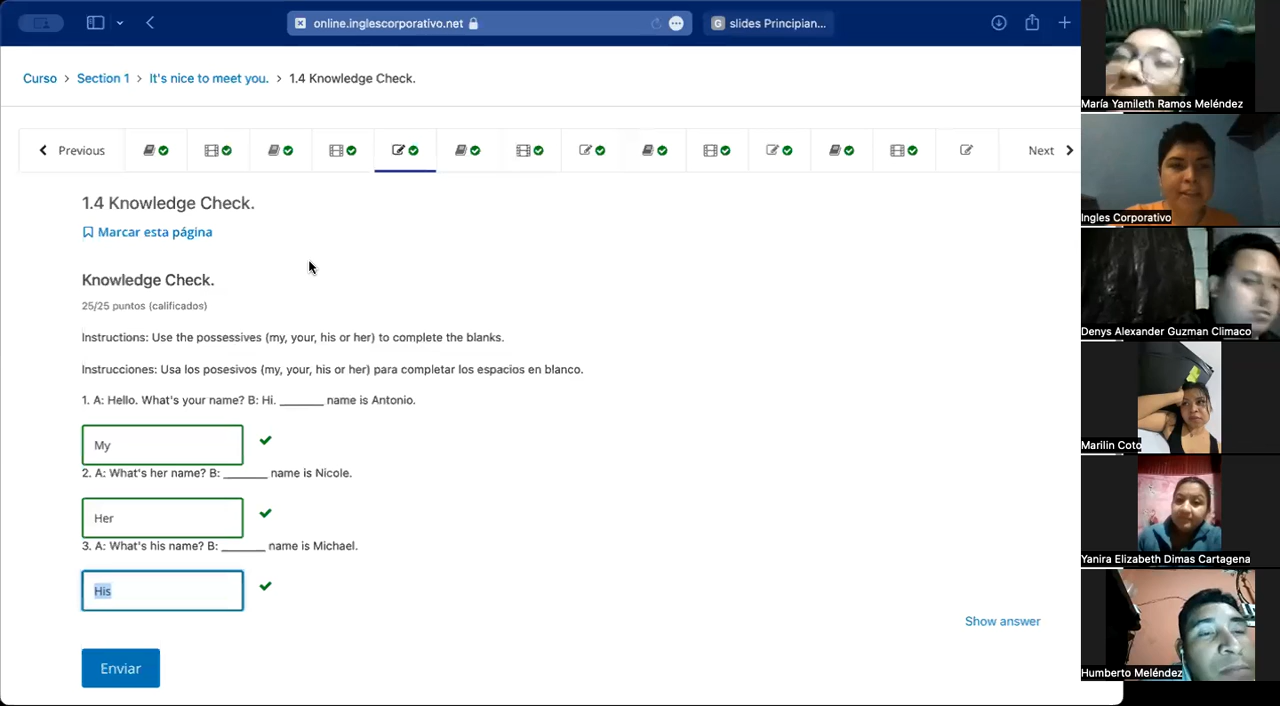 online.inglescorporativo.net
G slides Principian...
Curso > Section 1 > It's nice to meet you. > 1.4 Knowledge Check.
Previous
Next
1.4 Knowledge Check.
Marcar esta página
Knowledge Check.
25/25 puntos (calificados)
Instructions: Use the possessives (my, your, his or her) to complete the blanks.
Instrucciones: Usa los posesivos (my, your, his or her) para completar los espacios en blanco.
1. A: Hello. What's your name? B: Hi. _______ name is Antonio.
My
2. A: What's her name? B: _______ name is Nicole.
Her
3. A: What's his name? B: _______ name is Michael.
His
Show answer
Enviar
María Yamileth Ramos Meléndez
Ingles Corporativo
Denys Alexander Guzman Climaco
Marilin Coto
Yanira Elizabeth Dimas Cartagena
Humberto Meléndez